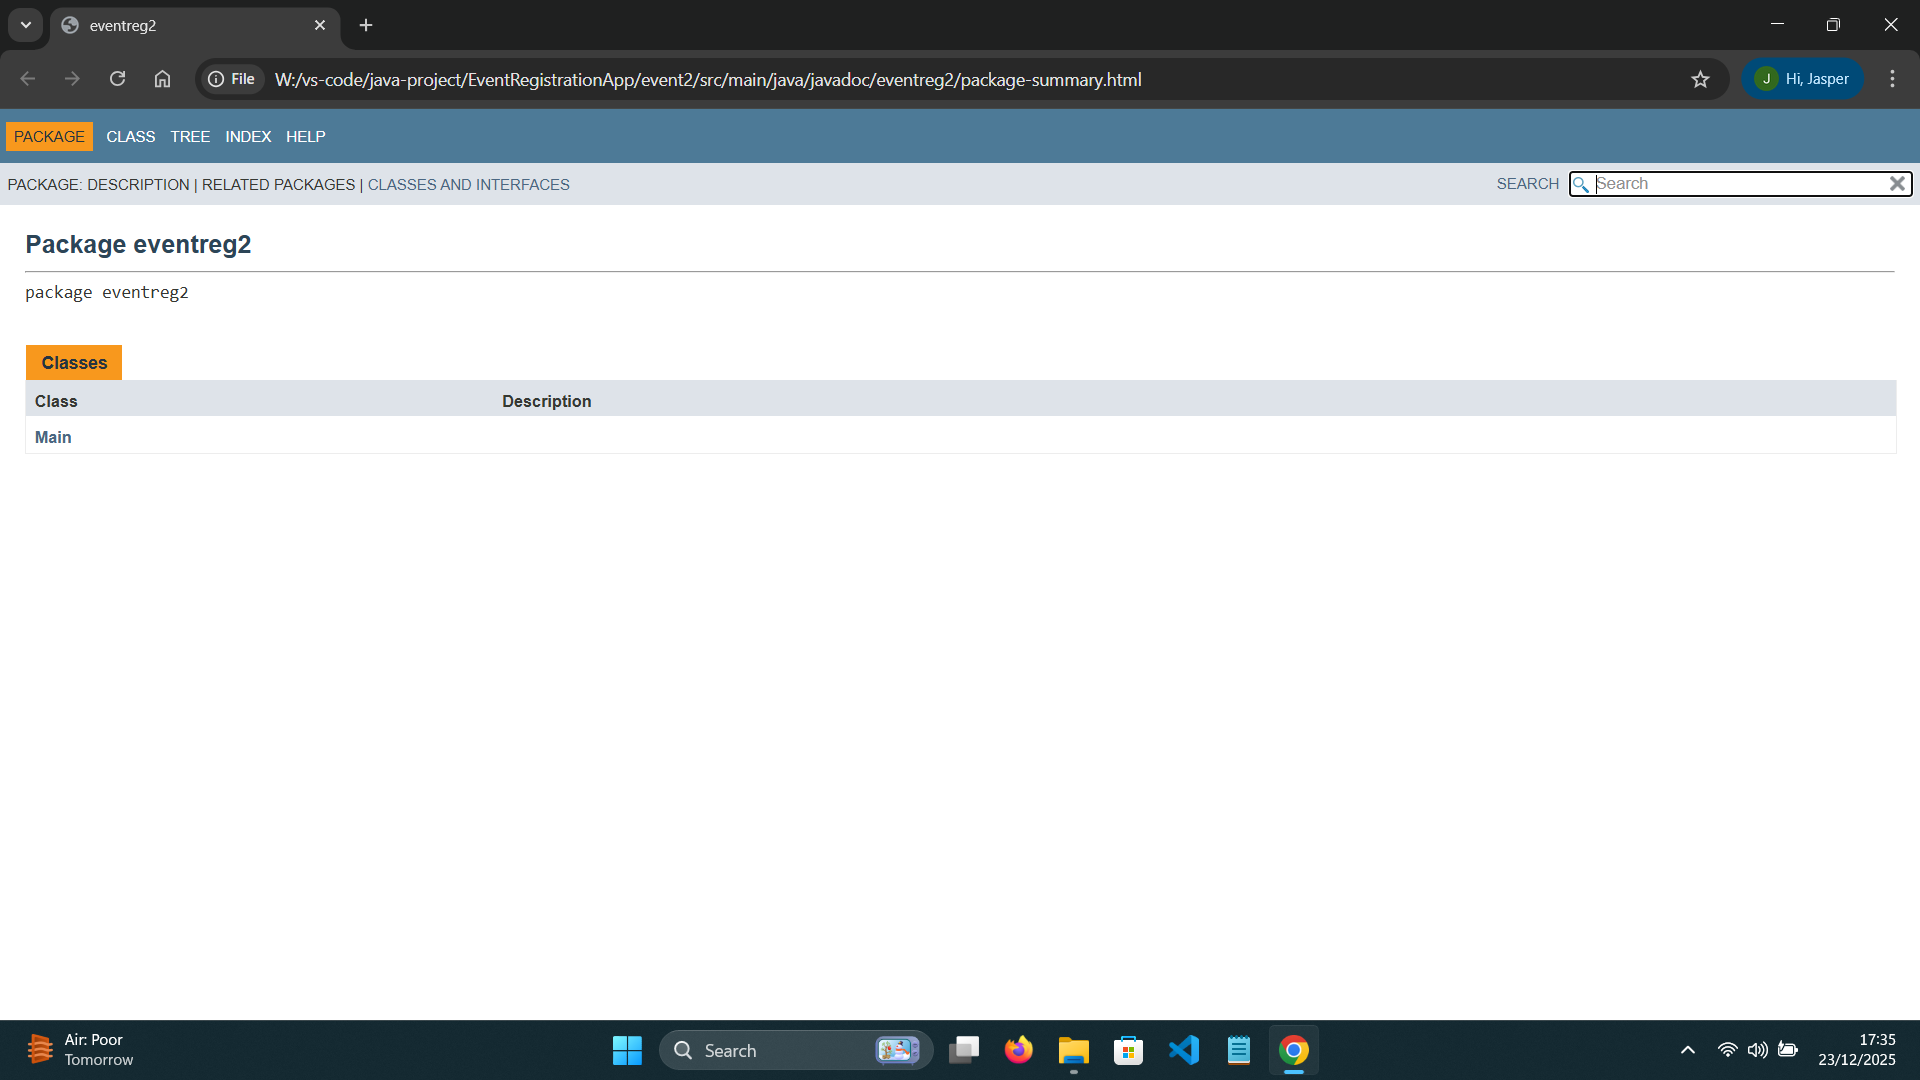 eventreg2
File W:/vs-code/java-project/EventRegistrationApp/event2/src/main/java/javadoc/eventreg2/package-summary.html J Hi, Jasper
PACKAGE CLASS TREE INDEX HELP
PACKAGE: DESCRIPTION | RELATED PACKAGES | CLASSES AND INTERFACES SEARCH Search
Package eventreg2
package eventreg2
Classes
Class Description
Main
Air: Poor
Tomorrow
Search
17:35
23/12/2025